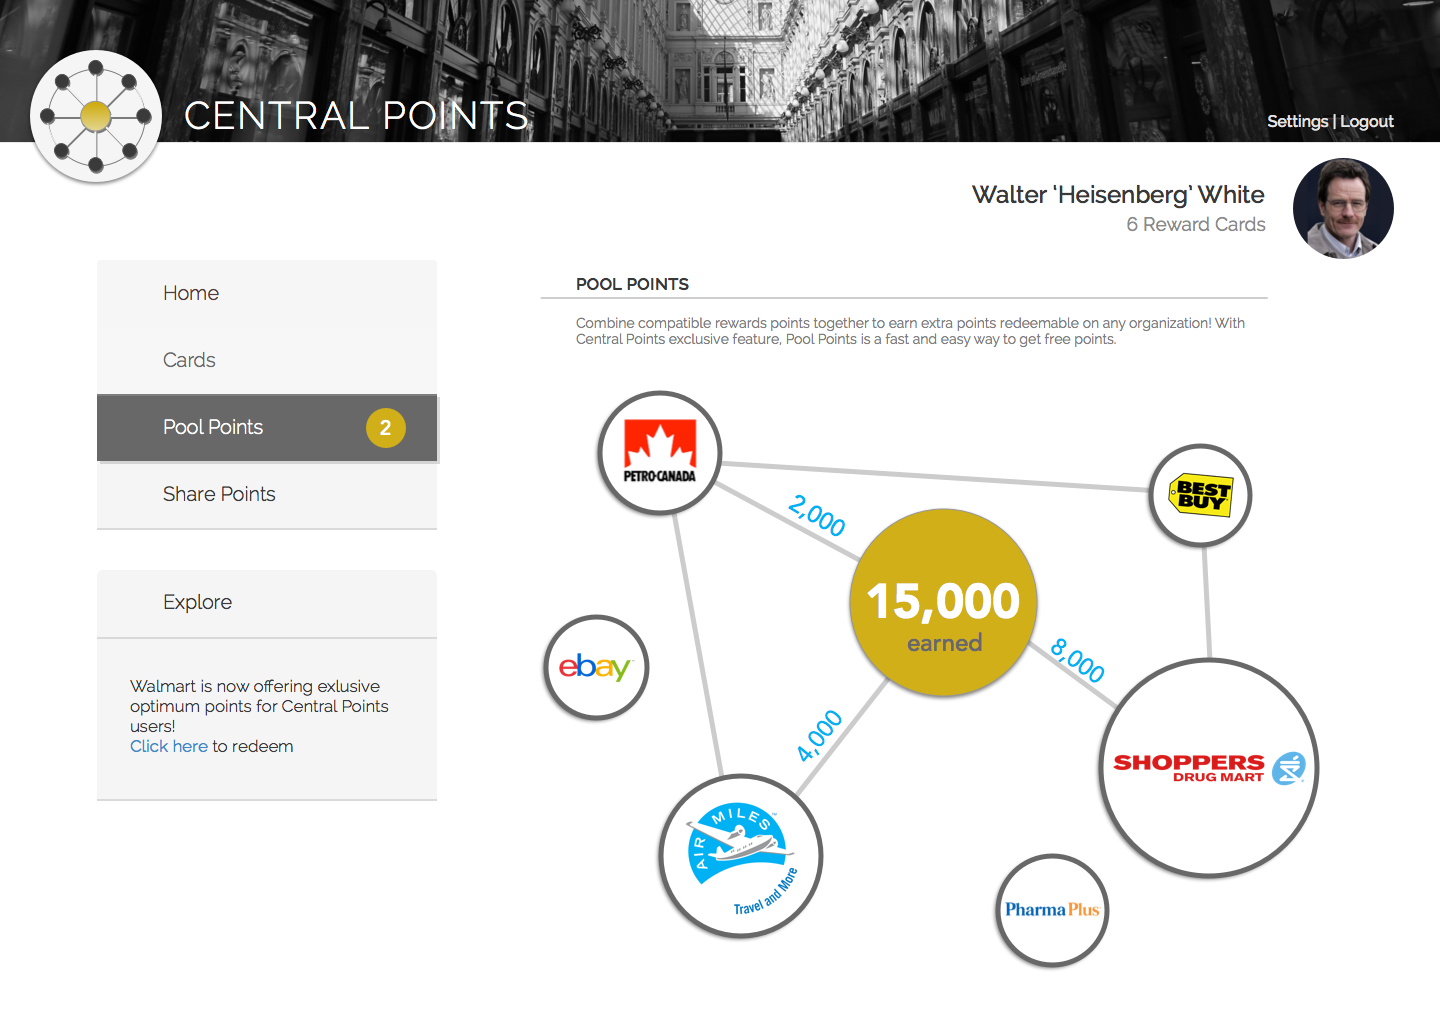 CENTRAL POINTS
Settings | Logout
Walter ‘Heisenberg’ White
6 Reward Cards
Home
Cards
Pool Points 2
Share Points
Explore
Walmart is now offering exlusive
optimum points for Central Points
users!
Click here to redeem
POOL POINTS
Combine compatible rewards points together to earn extra points redeemable on any organization! With
Central Points exclusive feature, Pool Points is a fast and easy way to get free points.
PETRO-CANADA
BEST
BUY
2,000
15,000
earned
8,000
ebay
4,000
SHOPPERS
DRUG MART
AIR MILES
Travel and More
Pharma Plus